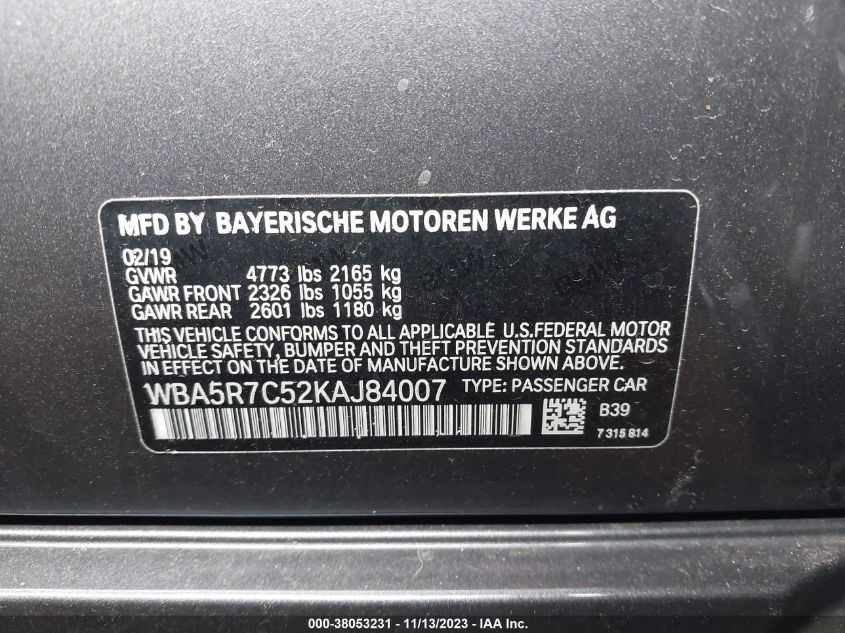 MFD BY BAYERISCHE MOTOREN WERKE AG
02/19
GVWR 4773 lbs 2165 kg
GAWR FRONT 2326 lbs 1055 kg
GAWR REAR 2601 lbs 1180 kg
THIS VEHICLE CONFORMS TO ALL APPLICABLE U.S.FEDERAL MOTOR
VEHICLE SAFETY, BUMPER AND THEFT PREVENTION STANDARDS
IN EFFECT ON THE DATE OF MANUFACTURE SHOWN ABOVE.
WBA5R7C52KAJ84007 TYPE: PASSENGER CAR
B39
7 315 814
000-38053231 - 11/13/2023 - IAA Inc.